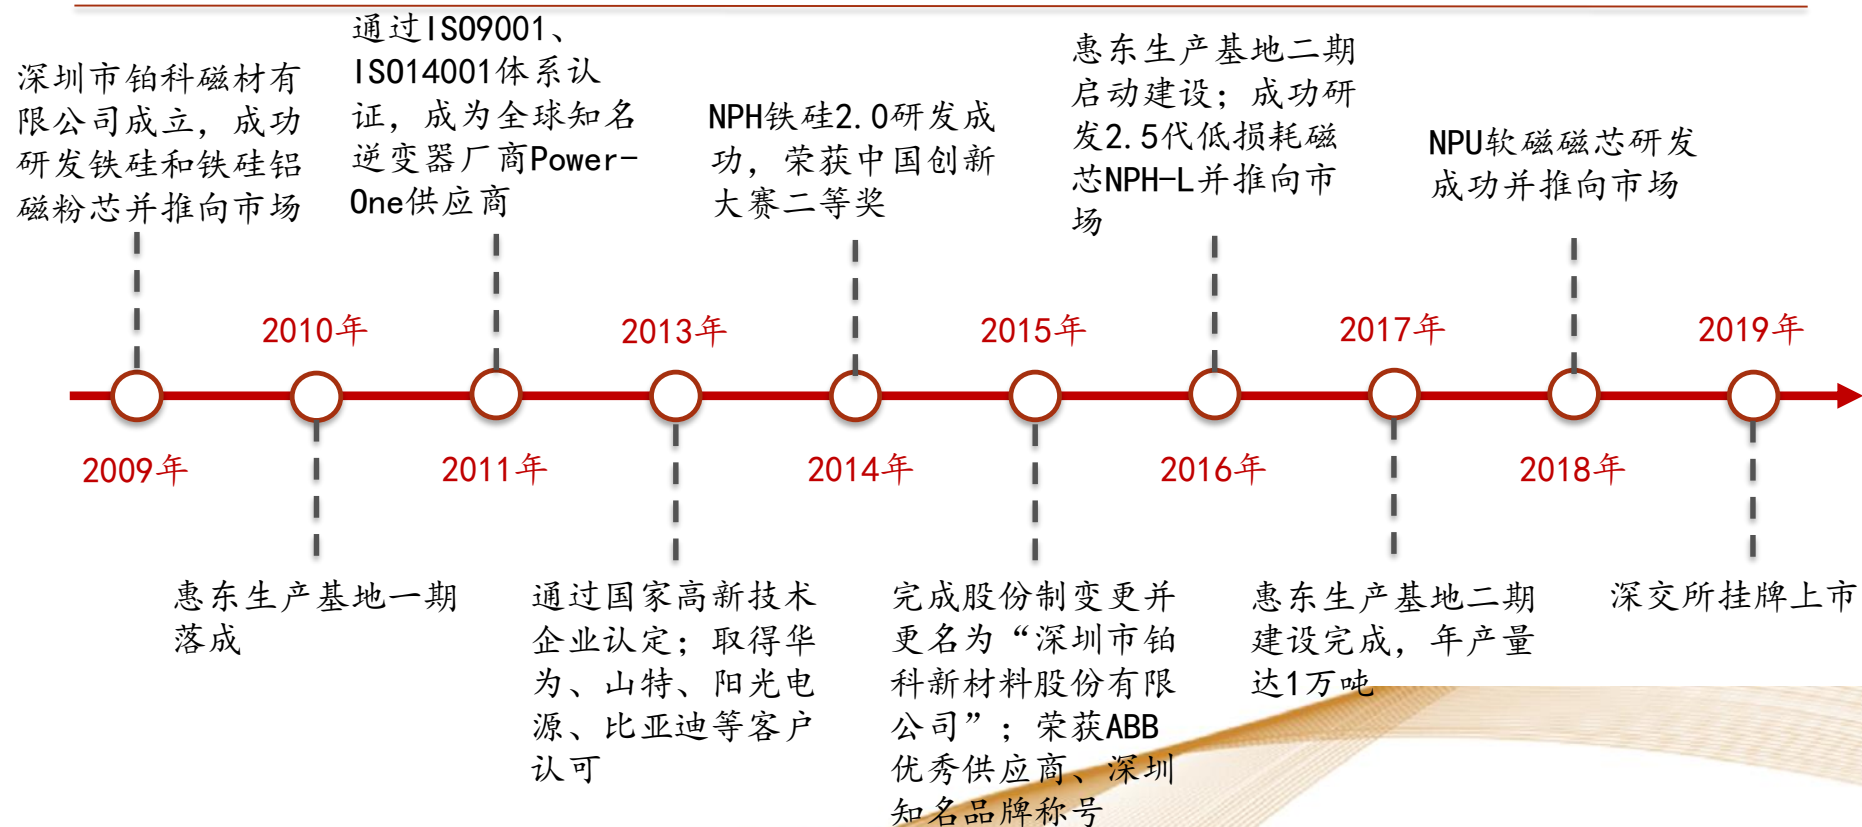 深圳市铂科磁材有
限公司成立，成功
研发铁硅和铁硅铝
磁粉芯并推向市场
通过ISO9001、
ISO14001体系认
证，成为全球知名
逆变器厂商Power-
One供应商
NPH铁硅2.0研发成
功，荣获中国创新
大赛二等奖
惠东生产基地二期
启动建设；成功研
发2.5代低损耗磁
芯NPH-L并推向市
场
NPU软磁磁芯研发
成功并推向市场
2010年
2013年
2015年
2017年
2019年
2009年
2011年
2014年
2016年
2018年
惠东生产基地一期
落成
通过国家高新技术
企业认定；取得华
为、山特、阳光电
源、比亚迪等客户
认可
完成股份制变更并
更名为“深圳市铂
科新材料股份有限
公司”；荣获ABB
优秀供应商、深圳
知名品牌称号
惠东生产基地二期
建设完成，年产量
达1万吨
深交所挂牌上市